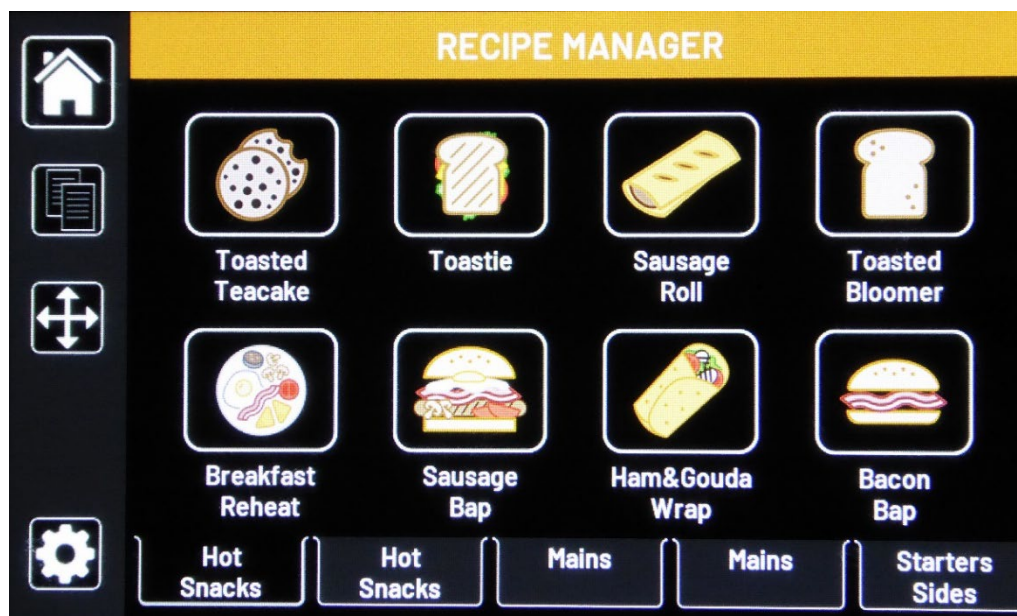 RECIPE MANAGER
Toasted
Teacake
Toastie
Sausage
Roll
Toasted
Bloomer
Breakfast
Reheat
Sausage
Bap
Ham&Gouda
Wrap
Bacon
Bap
Hot
Snacks
Hot
Snacks
Mains
Mains
Starters
Sides